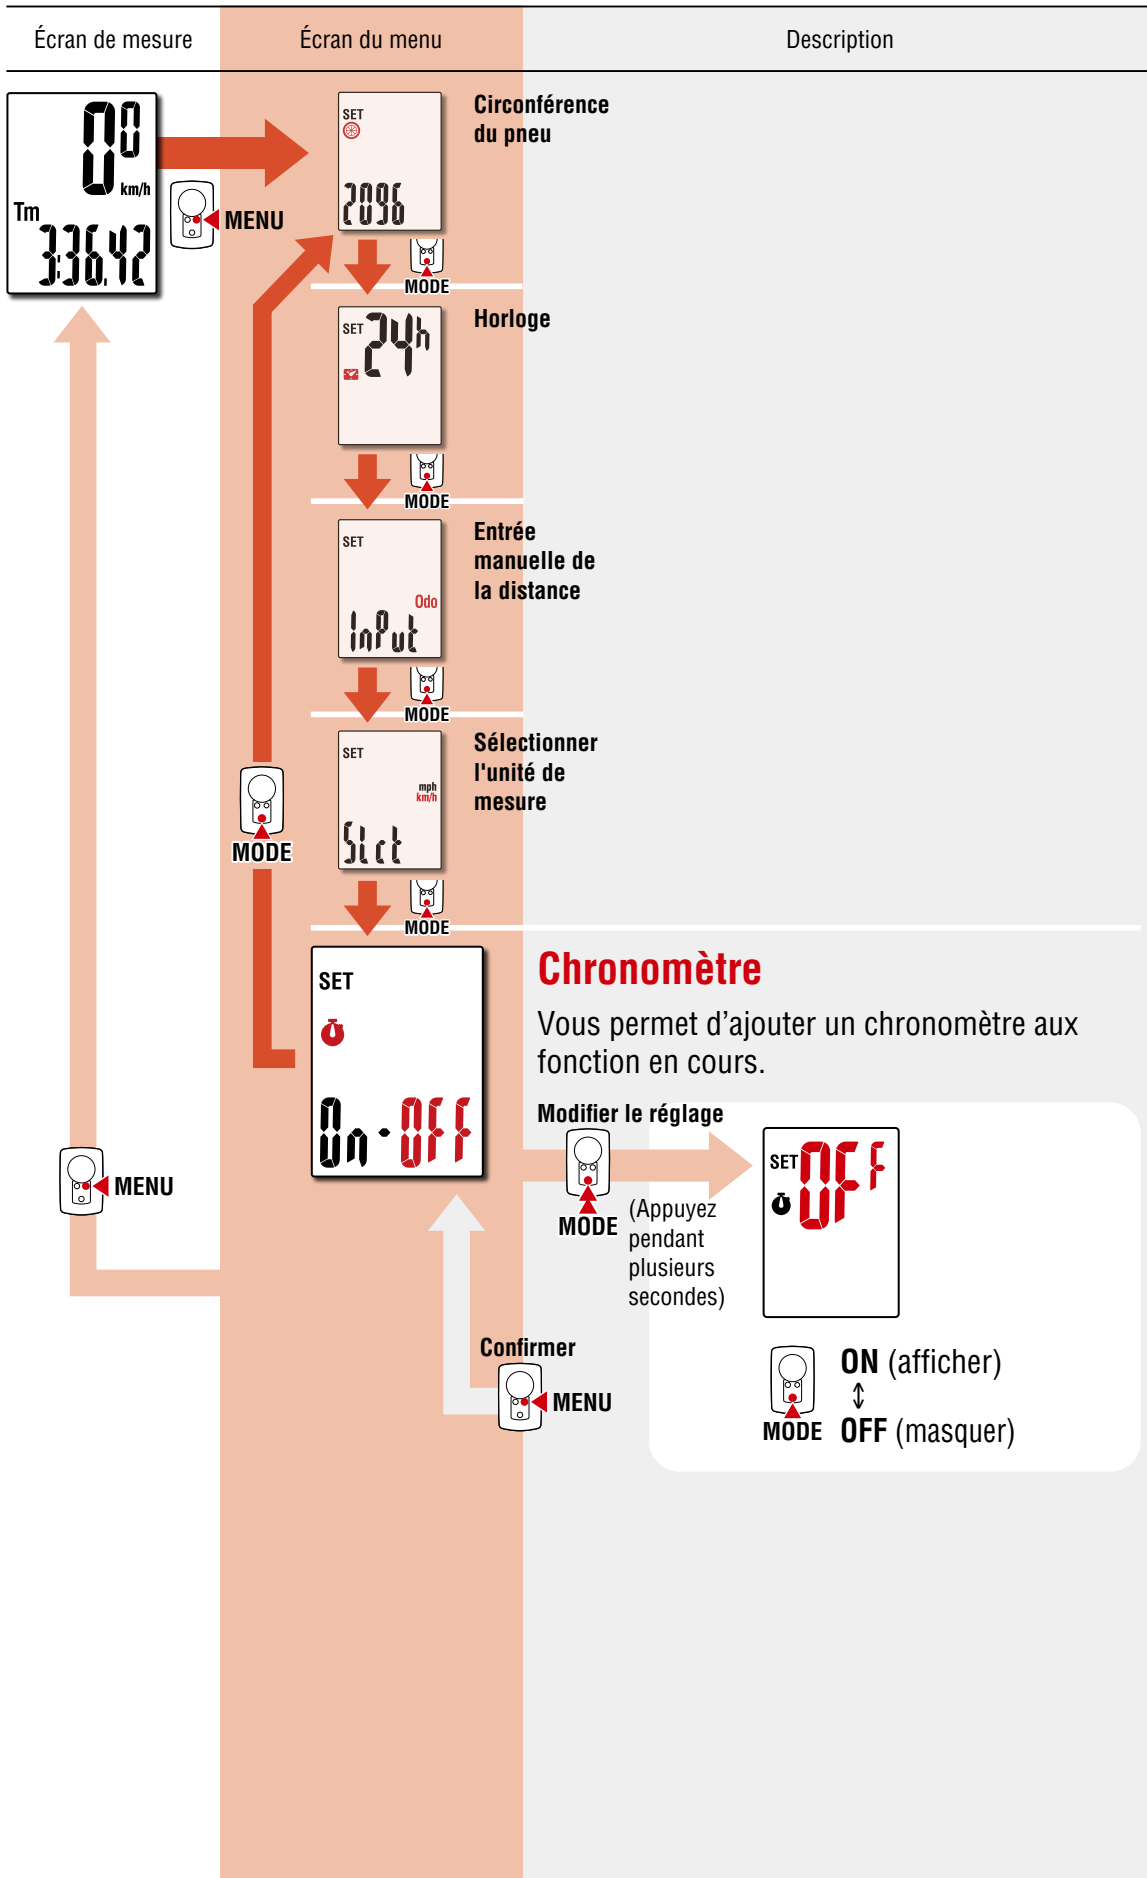 Écran de mesure
Écran du menu
Description
0 0
km/h
Tm
3:36.42
MENU
SET
2096
Circonférence
du pneu
MODE
SET
24h
Horloge
MODE
SET
Odo
InPut
Entrée
manuelle de
la distance
MODE
SET
mph
km/h
Slct
Sélectionner
l'unité de
mesure
MODE
MODE
SET
On-OFF
Chronomètre
Vous permet d’ajouter un chronomètre aux
fonction en cours.
Modifier le réglage
MODE
(Appuyez
pendant
plusieurs
secondes)
SET
OFF
MENU
Confirmer
MENU
MODE
ON (afficher)
↕
OFF (masquer)